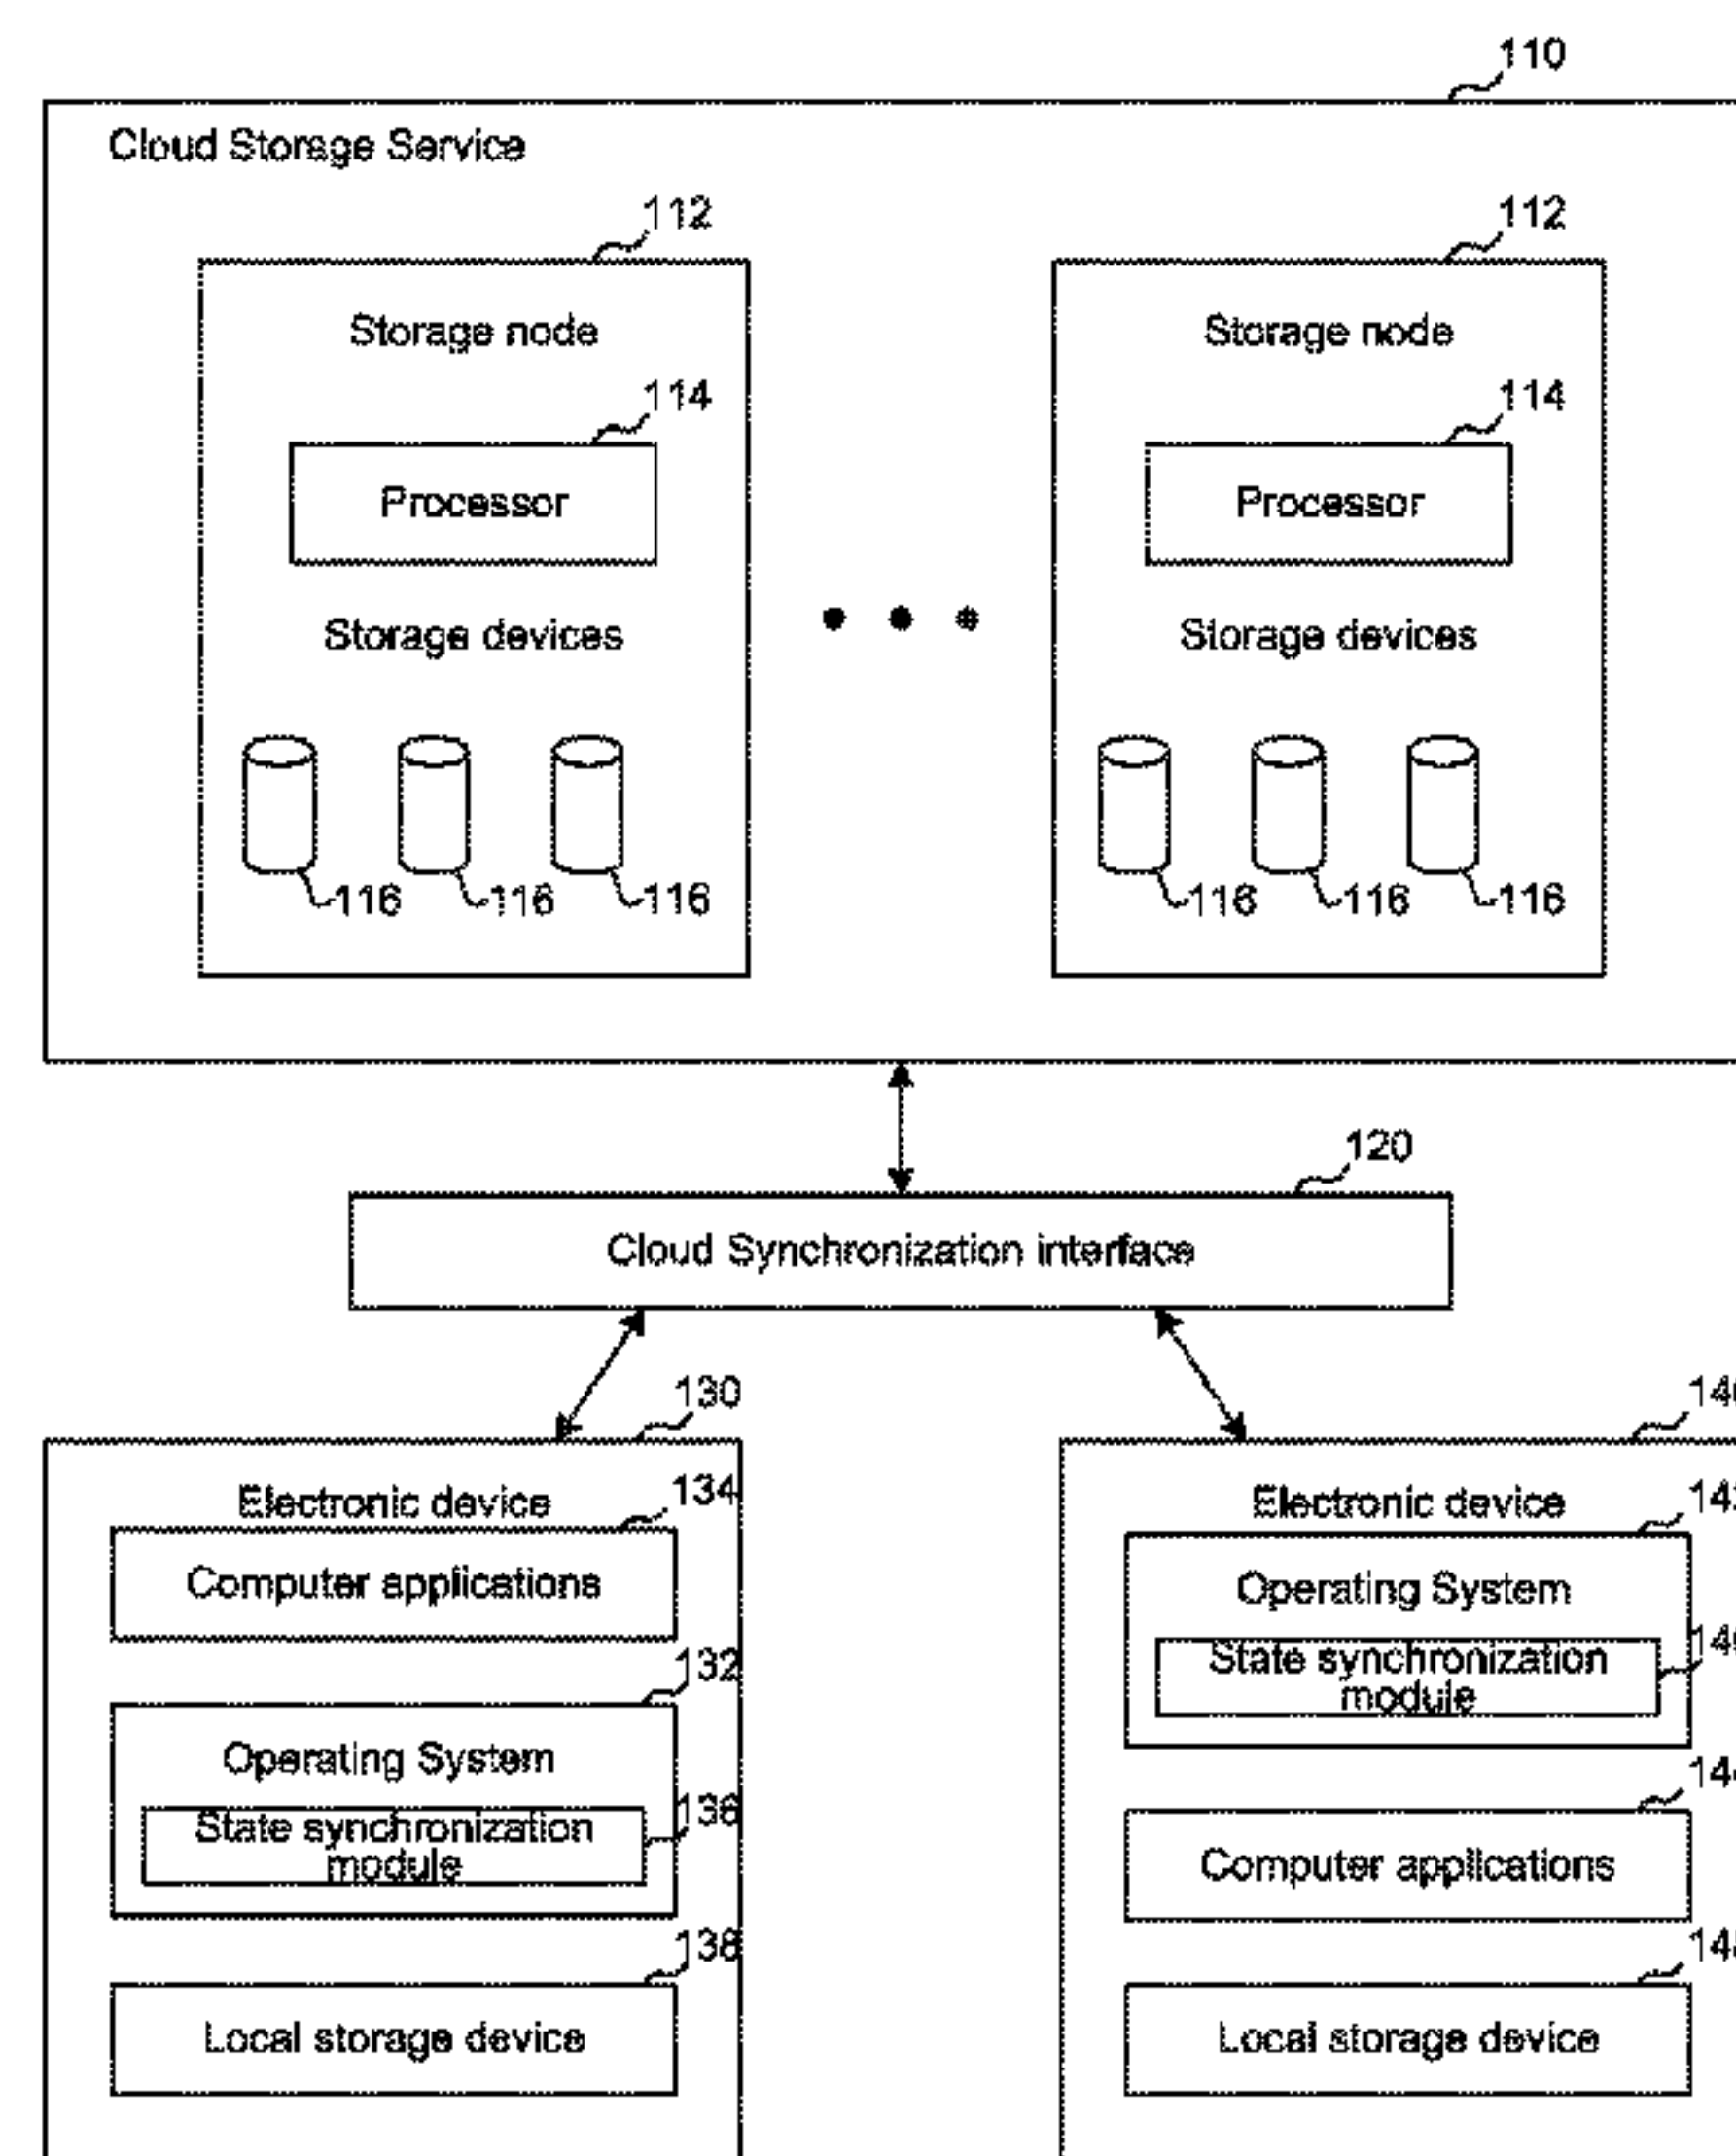 110
Cloud Storage Service
112 112
Storage node Storage node
114 114
Processor Processor
Storage devices Storage devices
116 116 116 116 116 116
120
Cloud Synchronization interface
130
Electronic device Electronic device
134
Computer applications Operating System
132 State synchronization
module
Operating System
136
State synchronization Computer applications
module
138
Local storage device Local storage device